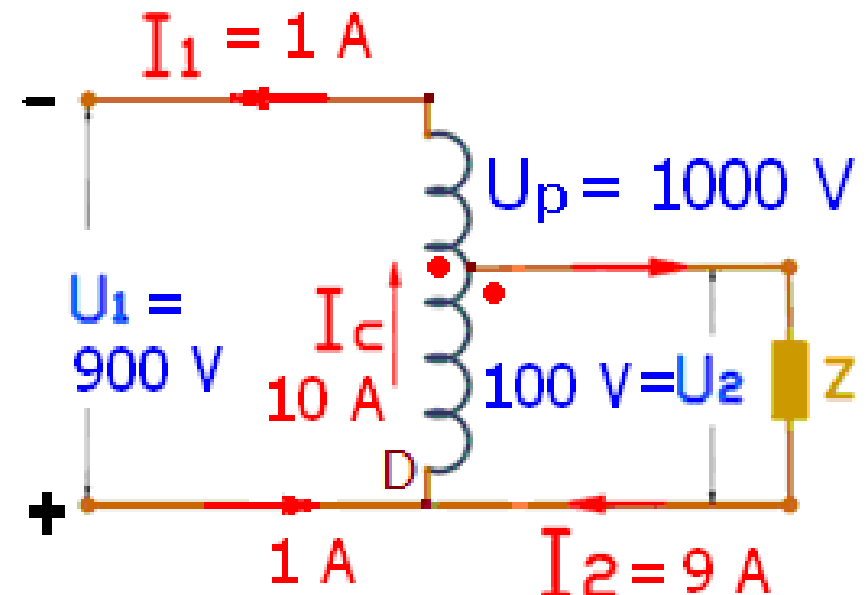 I1 = 1 A
−
Up = 1000 V
U1 =
900 V
Ic
10 A
100 V=U2
Z
D
+
1 A
I2 = 9 A